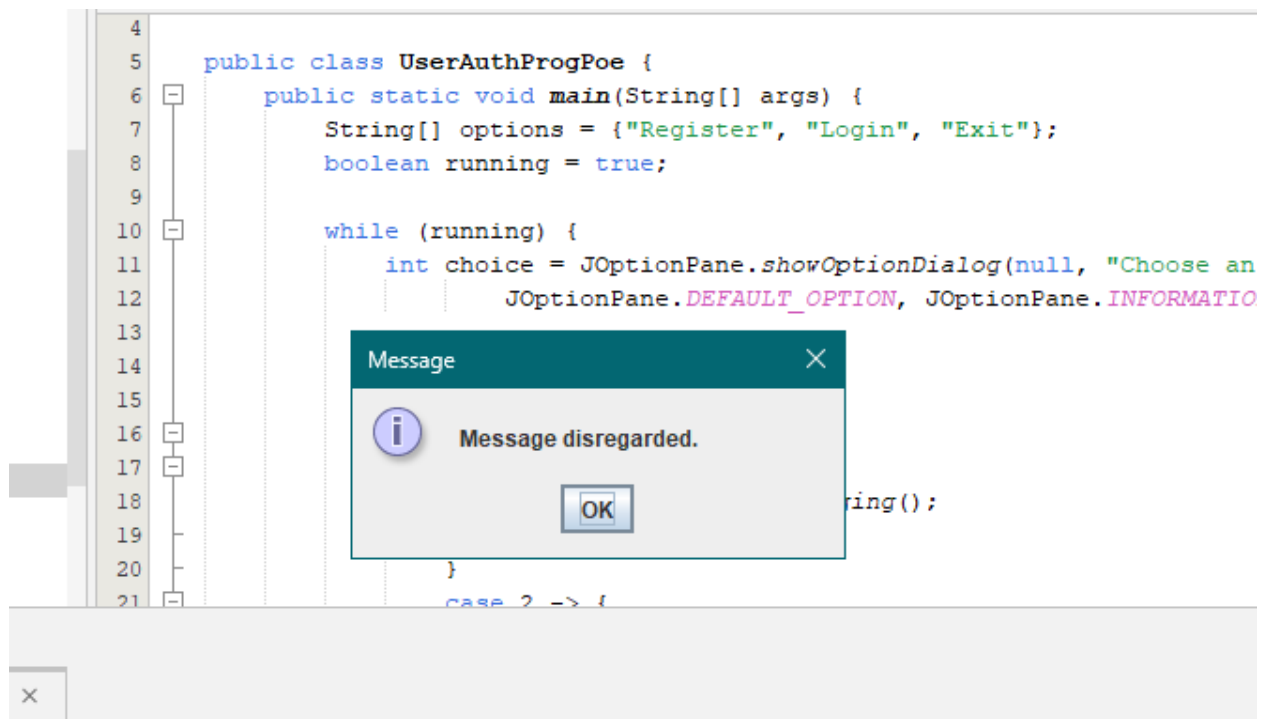 4
5 public class UserAuthProgPoe {
6 public static void main(String[] args) {
7 String[] options = {"Register", "Login", "Exit"};
8 boolean running = true;
9
10 while (running) {
11 int choice = JOptionPane.showOptionDialog(null, "Choose an
12 JOptionPane.DEFAULT_OPTION, JOptionPane.INFORMATIO
13
Message
14
15
16 Message disregarded.
17
18 ging();
OK
19
20 }
21 case 2 -> {